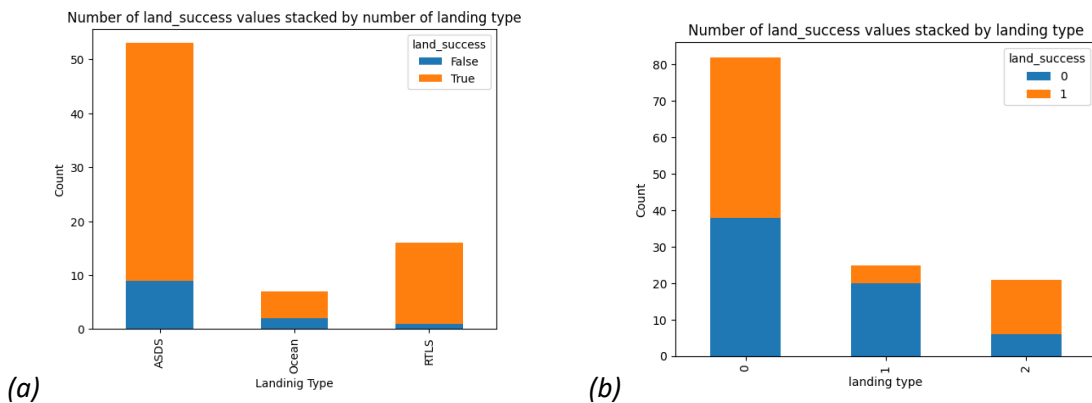 Number of land_success values stacked by number of landing type
land_success
False
True
50
40
30
20
10
0
Count
ASDS
Ocean
RTLS
Landinig Type
(a)
Number of land_success values stacked by landing type
land_success
0
1
80
70
60
50
40
30
20
10
0
Count
0
1
2
landing type
(b)